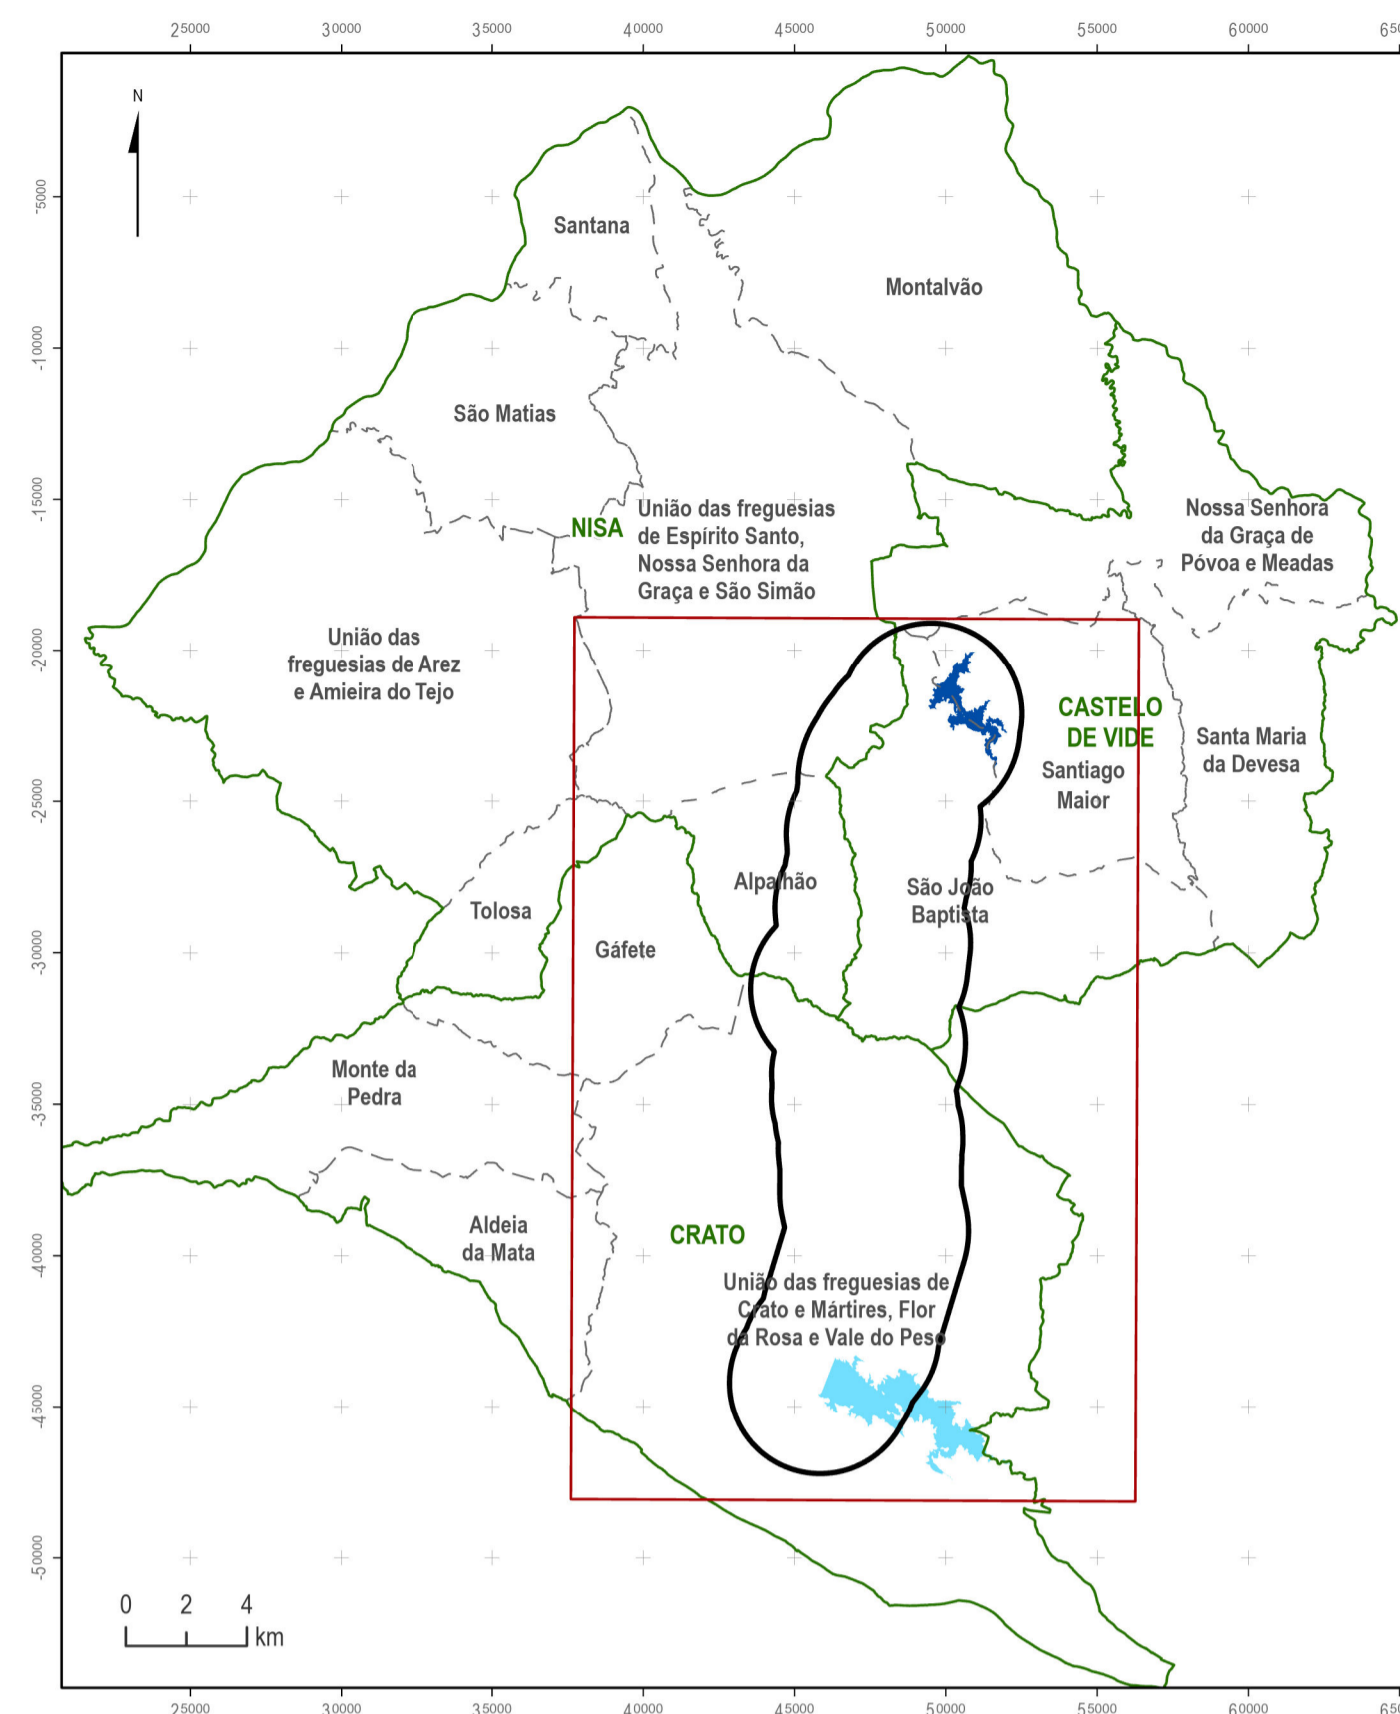 25000 30000 35000 40000 45000 50000 55000 60000
N
-5000
Santana
Montalvão
-10000
São Matias
-15000
NISA
União das freguesias
de Espírito Santo,
Nossa Senhora da
Graça e São Simão
Nossa Senhora
da Graça de
Póvoa e Meadas
-20000
União das
freguesias de Arez
e Amieira do Tejo
CASTELO
DE VIDE
Santa Maria
da Devesa
Santiago
Maior
-25000
Alpalhão
São João
Baptista
Tolosa
Gáfete
-30000
Monte da
Pedra
-35000
Aldeia
da Mata
CRATO
-40000
União das freguesias de
Crato e Mártires, Flor
da Rosa e Vale do Peso
-45000
-50000
0 2 4
km
25000 30000 35000 40000 45000 50000 55000 60000